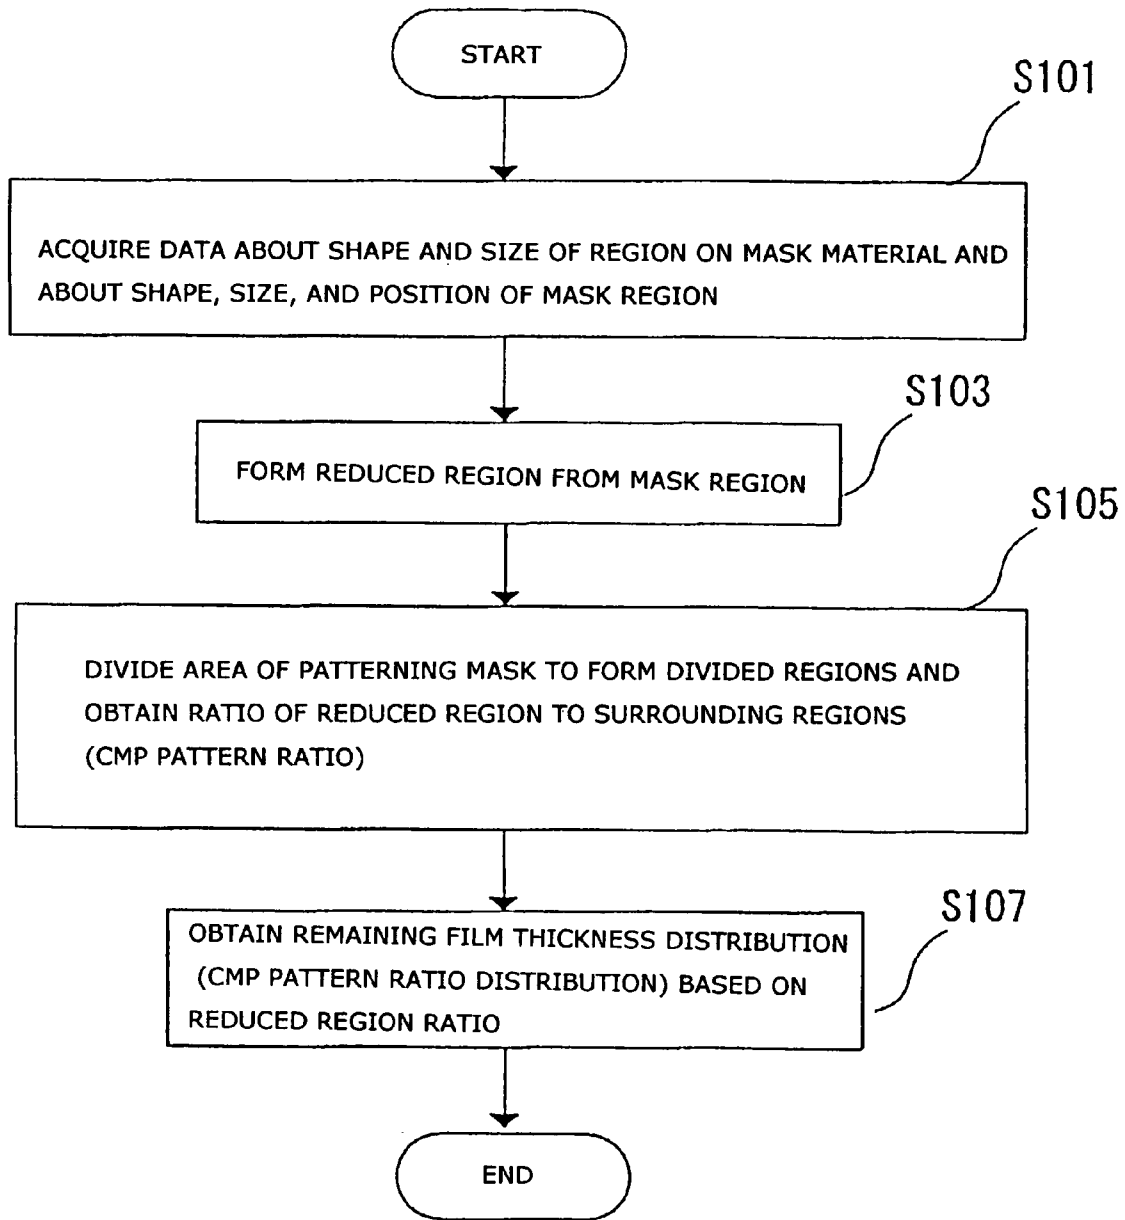 START
S101
ACQUIRE DATA ABOUT SHAPE AND SIZE OF REGION ON MASK MATERIAL AND
ABOUT SHAPE, SIZE, AND POSITION OF MASK REGION
S103
FORM REDUCED REGION FROM MASK REGION
S105
DIVIDE AREA OF PATTERNING MASK TO FORM DIVIDED REGIONS AND
OBTAIN RATIO OF REDUCED REGION TO SURROUNDING REGIONS
(CMP PATTERN RATIO)
S107
OBTAIN REMAINING FILM THICKNESS DISTRIBUTION
(CMP PATTERN RATIO DISTRIBUTION) BASED ON
REDUCED REGION RATIO
END